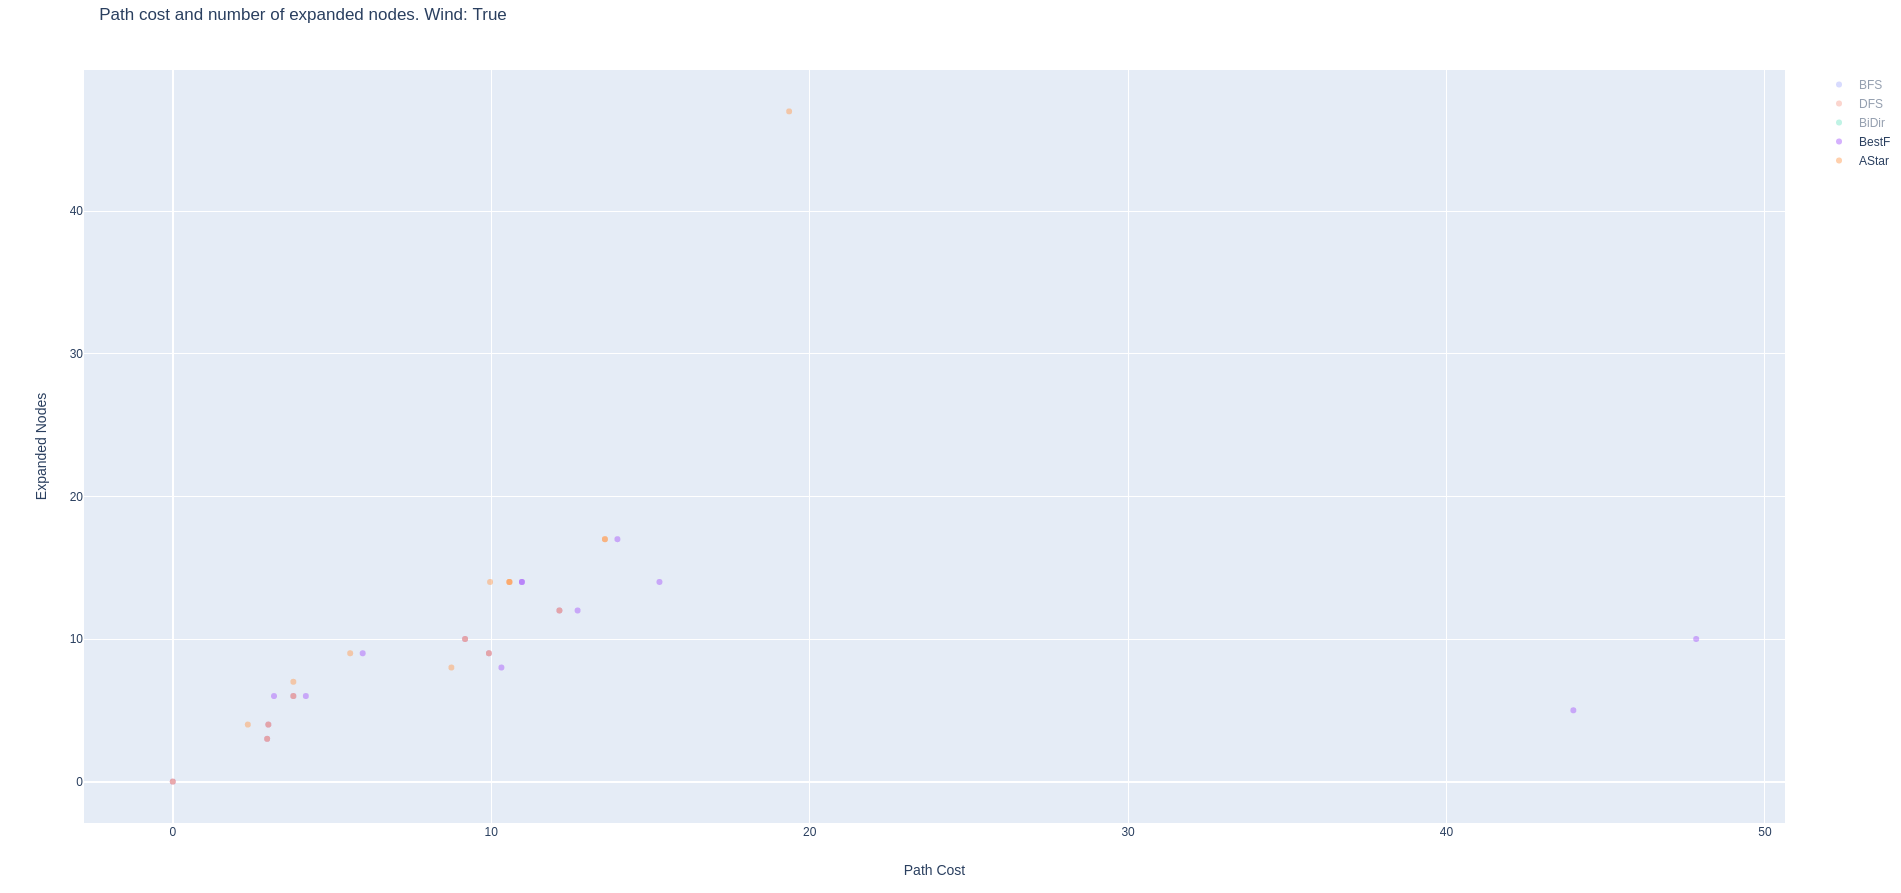 Path cost and number of expanded nodes. Wind: True
BFS
DFS
BiDir
BestF
AStar
40
30
20
10
0
Expanded Nodes
0 10 20 30 40 50
Path Cost